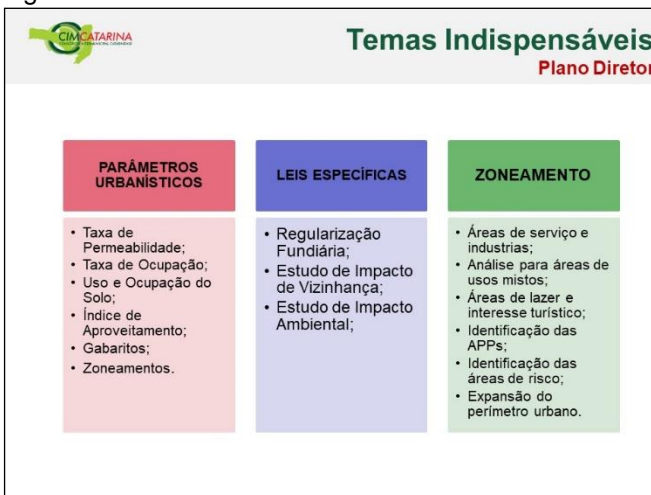 CIMCATARINA
Temas Indispensáveis
Plano Diretor
PARÂMETROS
URBANÍSTICOS
• Taxa de
Permeabilidade;
• Taxa de Ocupação;
• Uso e Ocupação do
Solo;
• Índice de
Aproveitamento;
• Gabaritos;
• Zoneamentos.
LEIS ESPECÍFICAS
• Regularização
Fundiária;
• Estudo de Impacto
de Vizinhança;
• Estudo de Impacto
Ambiental;
ZONEAMENTO
• Áreas de serviço e
industrias;
• Análise para áreas de
usos mistos;
• Áreas de lazer e
interesse turístico;
• Identificação das
APPs;
• Identificação das
áreas de risco;
• Expansão do
perímetro urbano.